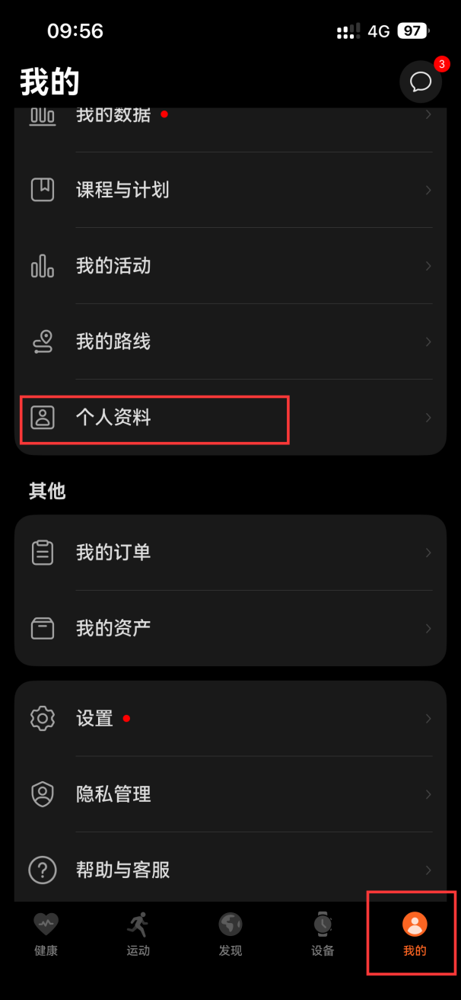 09:56
4G 97
我的
3
我的数据
课程与计划
我的活动
我的路线
个人资料
其他
我的订单
我的资产
设置
隐私管理
帮助与客服
健康 运动 发现 设备 我的